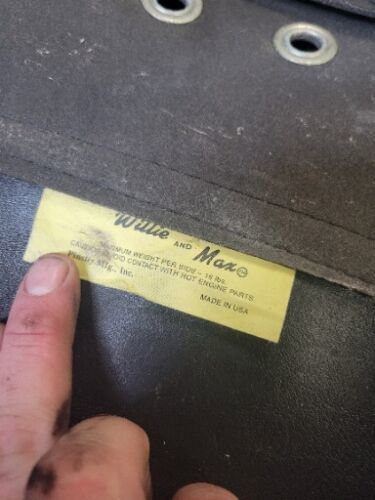 Willie AND Max
MAXIMUM WEIGHT PER SIDE - 15 lbs.
CAUTION: AVOID CONTACT WITH HOT ENGINE PARTS
Mfg., Inc.
MADE IN USA